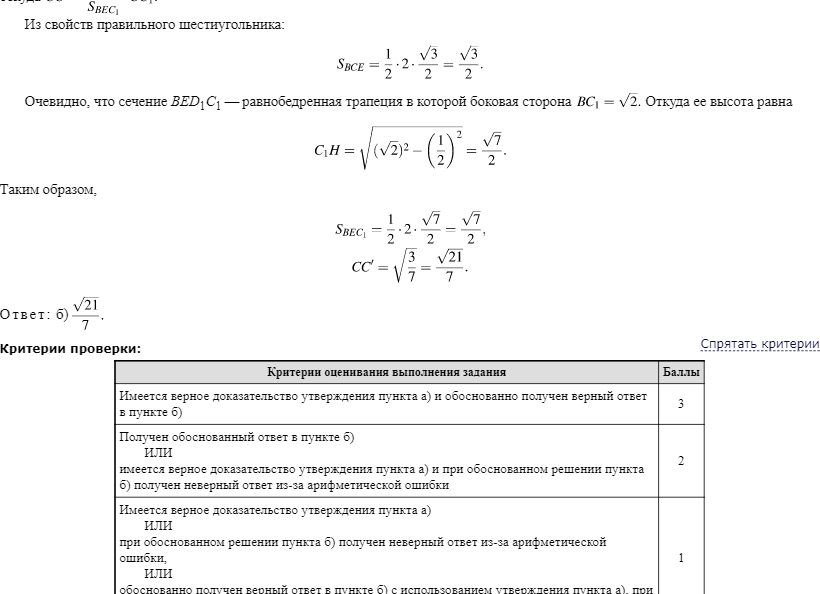 S_{BEC_1}
Из свойств правильного шестиугольника:
S_{BCE} = \frac{1}{2} \cdot 2 \cdot \frac{\sqrt{3}}{2} = \frac{\sqrt{3}}{2}.
Очевидно, что сечение BED_1C_1 — равнобедренная трапеция в которой боковая сторона BC_1 = \sqrt{2}. Откуда ее высота равна
C_1H = \sqrt{(\sqrt{2})^2 - \left(\frac{1}{2}\right)^2} = \frac{\sqrt{7}}{2}.
Таким образом,
S_{BEC_1} = \frac{1}{2} \cdot 2 \cdot \frac{\sqrt{7}}{2} = \frac{\sqrt{7}}{2},
CC' = \sqrt{\frac{3}{7}} = \frac{\sqrt{21}}{7}.
Ответ: б) \frac{\sqrt{21}}{7}.
Критерии проверки:
Спрятать критерии
Критерии оценивания выполнения задания Баллы
Имеется верное доказательство утверждения пункта а) и обоснованно получен верный ответ
в пункте б)
3
Получен обоснованный ответ в пункте б)
ИЛИ
имеется верное доказательство утверждения пункта а) и при обоснованном решении пункта
б) получен неверный ответ из-за арифметической ошибки
2
Имеется верное доказательство утверждения пункта а)
ИЛИ
при обоснованном решении пункта б) получен неверный ответ из-за арифметической
ошибки,
ИЛИ
обоснованно получен верный ответ в пункте б) с использованием утверждения пункта а), при
1